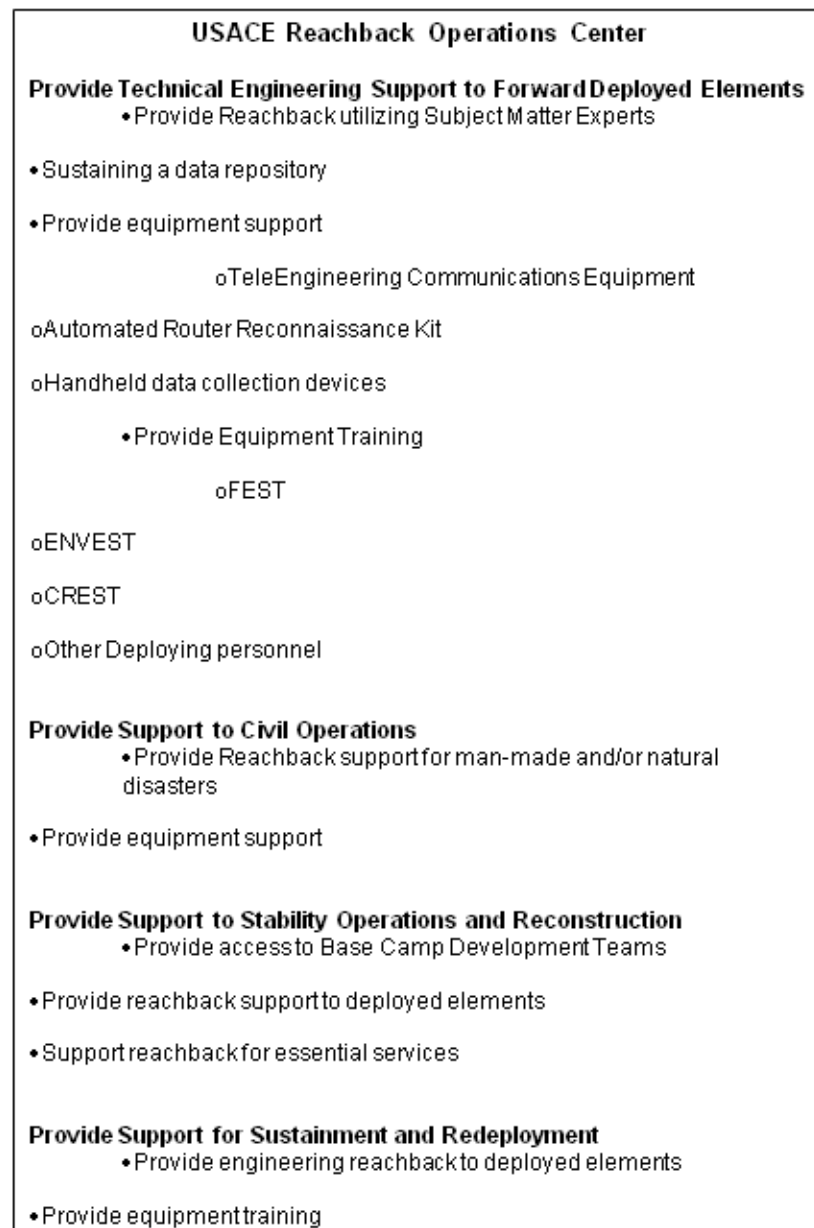 USACE Reachback Operations Center
Provide Technical Engineering Support to Forward Deployed Elements
•Provide Reachback utilizing Subject Matter Experts
•Sustaining a data repository
•Provide equipment support
oTeleEngineering Communications Equipment
oAutomated Router Reconnaissance Kit
oHandheld data collection devices
•Provide Equipment Training
oFEST
oENVEST
oCREST
oOther Deploying personnel
Provide Support to Civil Operations
•Provide Reachback support for man-made and/or natural
disasters
•Provide equipment support
Provide Support to Stability Operations and Reconstruction
•Provide access to Base Camp Development Teams
•Provide reachback support to deployed elements
•Support reachback for essential services
Provide Support for Sustainment and Redeployment
•Provide engineering reachback to deployed elements
•Provide equipment training